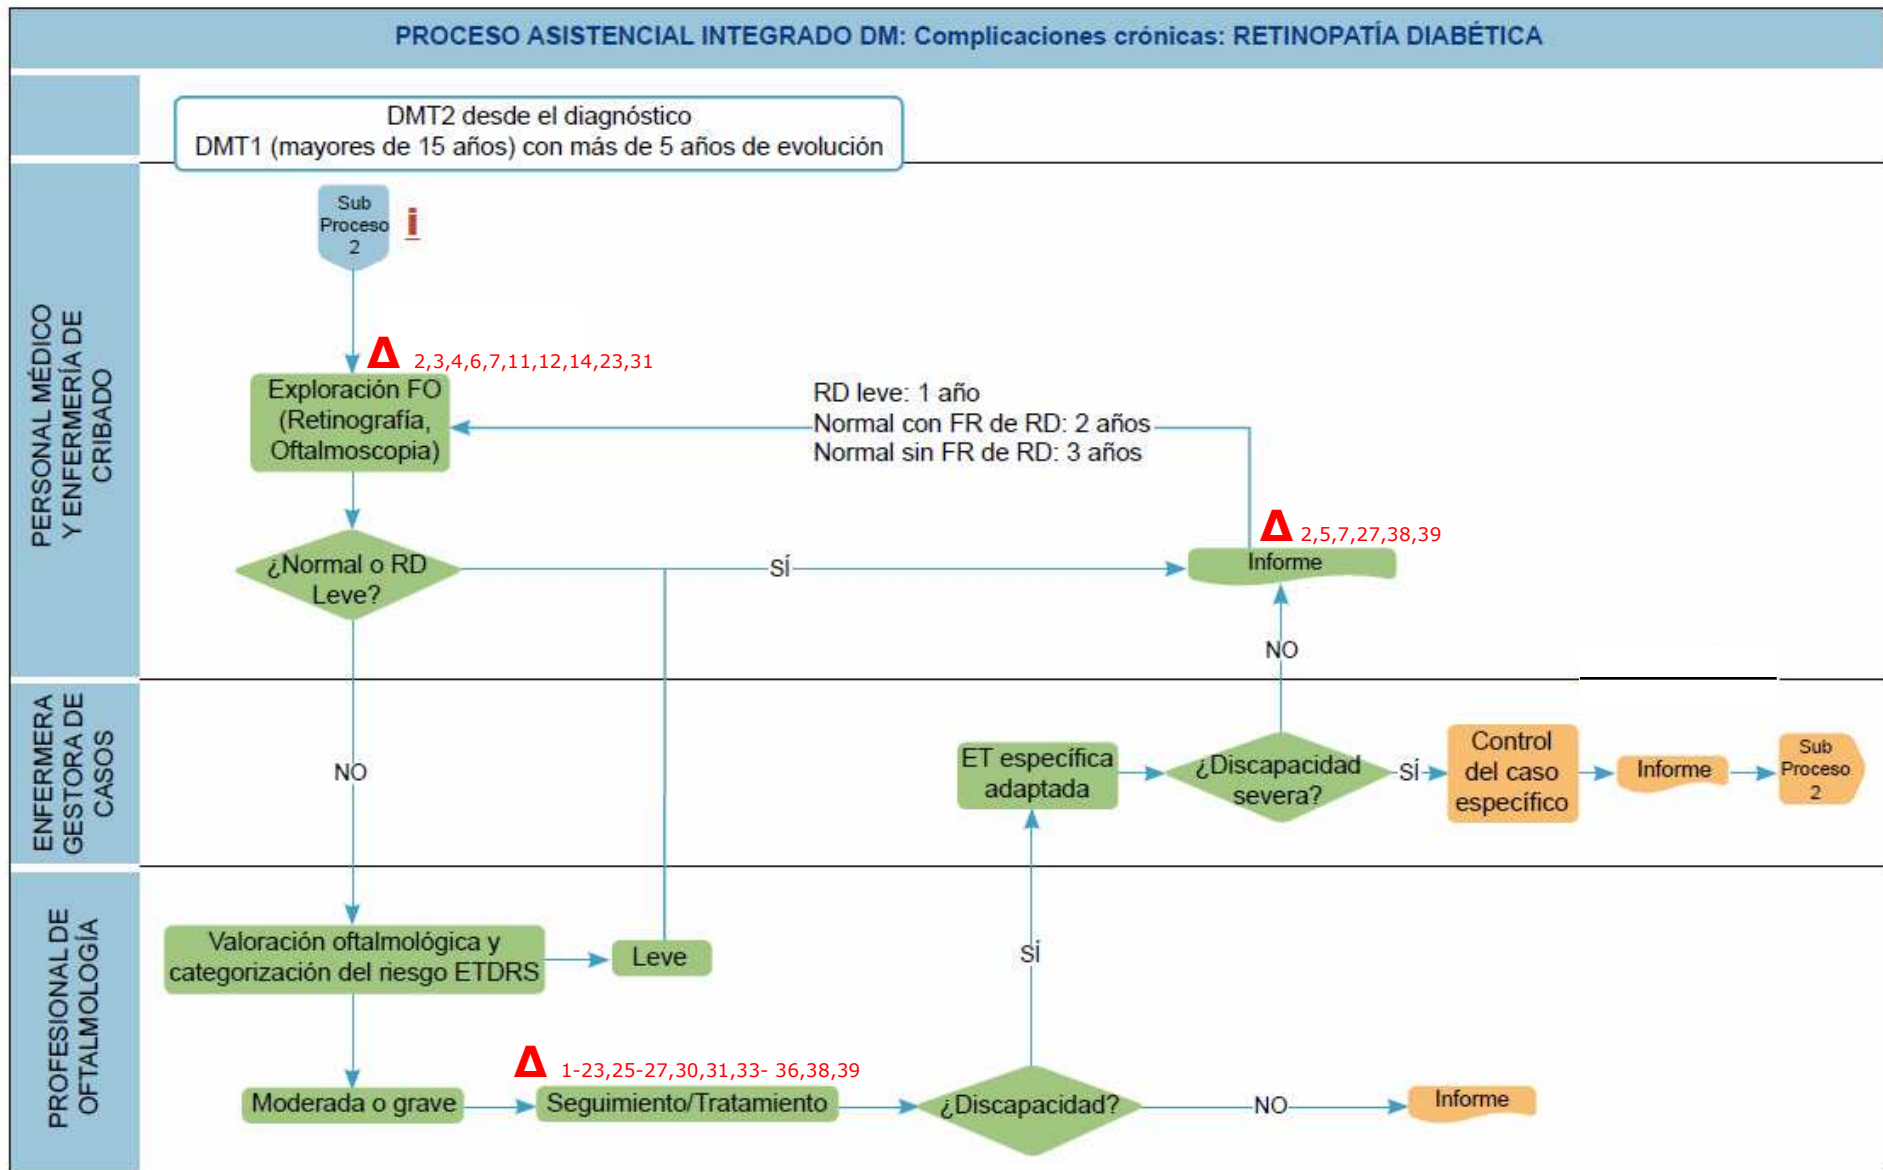 PROCESO ASISTENCIAL INTEGRADO DM: Complicaciones crónicas: RETINOPATÍA DIABÉTICA
DMT2 desde el diagnóstico
DMT1 (mayores de 15 años) con más de 5 años de evolución
PERSONAL MÉDICO
Y ENFERMERÍA DE
CRIBADO
Sub
Proceso
2
i
Δ 2,3,4,6,7,11,12,14,23,31
Exploración FO
(Retinografía,
Oftalmoscopia)
RD leve: 1 año
Normal con FR de RD: 2 años
Normal sin FR de RD: 3 años
¿Normal o RD
Leve?
SÍ
Δ 2,5,7,27,38,39
Informe
NO
NO
ENFERMERA
GESTORA DE
CASOS
ET específica
adaptada
¿Discapacidad
severa?
SÍ
Control
del caso
específico
Informe
Sub
Proceso
2
PROFESIONAL DE
OFTALMOLOGÍA
Valoración oftalmológica y
categorización del riesgo ETDRS
Leve
SÍ
Moderada o grave
Δ 1-23,25-27,30,31,33- 36,38,39
Seguimiento/Tratamiento
¿Discapacidad?
NO
Informe